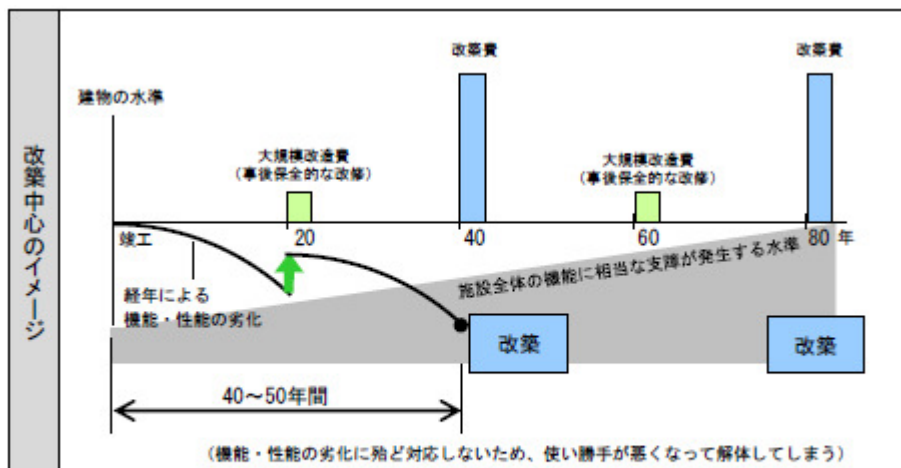 改築中心のイメージ
改築費
改築費
建物の水準
大規模改造費
（事後保全的な改修）
大規模改造費
（事後保全的な改修）
竣工
20
40
60
80 年
経年による
機能・性能の劣化
施設全体の機能に相当な支障が発生する水準
改築
改築
40～50年間
（機能・性能の劣化に殆ど対応しないため、使い勝手が悪くなって解体してしまう）